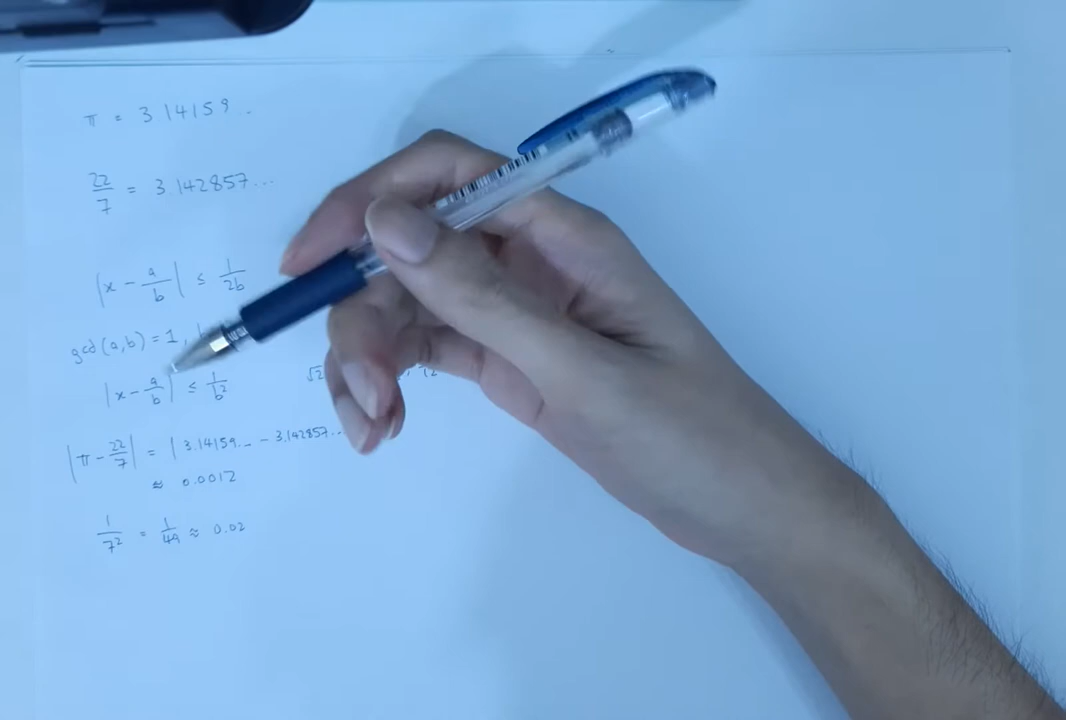 π = 3.14159..
22/7 = 3.142857...
|x - a/b| ≤ 1/2b
gcd(a,b) = 1,
|x - a/b| ≤ 1/b² √2
|π - 22/7| = |3.14159... - 3.142857...
≈ 0.0012
1/7² = 1/49 ≈ 0.02